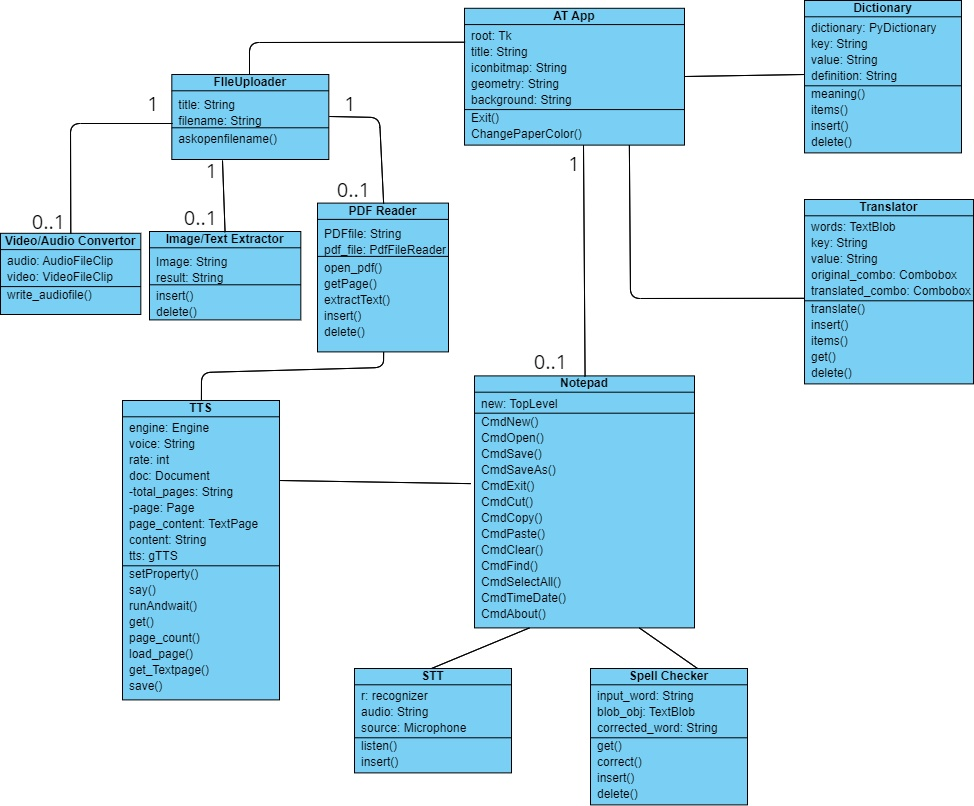 AT App
root: Tk
title: String
iconbitmap: String
geometry: String
background: String
Exit()
ChangePaperColor()
Dictionary
dictionary: PyDictionary
key: String
value: String
definition: String
meaning()
items()
insert()
delete()
FIleUploader
title: String
filename: String
askopenfilename()
1
1
1
1
0..1
0..1
0..1
0..1
Video/Audio Convertor
audio: AudioFileClip
video: VideoFileClip
write_audiofile()
Image/Text Extractor
Image: String
result: String
insert()
delete()
PDF Reader
PDFfile: String
pdf_file: PdfFileReader
open_pdf()
getPage()
extractText()
insert()
delete()
Translator
words: TextBlob
key: String
value: String
original_combo: Combobox
translated_combo: Combobox
translate()
insert()
items()
get()
delete()
TTS
engine: Engine
voice: String
rate: int
doc: Document
-total_pages: String
-page: Page
page_content: TextPage
content: String
tts: gTTS
setProperty()
say()
runAndwait()
get()
page_count()
load_page()
get_Textpage()
save()
Notepad
new: TopLevel
CmdNew()
CmdOpen()
CmdSave()
CmdSaveAs()
CmdExit()
CmdCut()
CmdCopy()
CmdPaste()
CmdClear()
CmdFind()
CmdSelectAll()
CmdTimeDate()
CmdAbout()
STT
r: recognizer
audio: String
source: Microphone
listen()
insert()
Spell Checker
input_word: String
blob_obj: TextBlob
corrected_word: String
get()
correct()
insert()
delete()